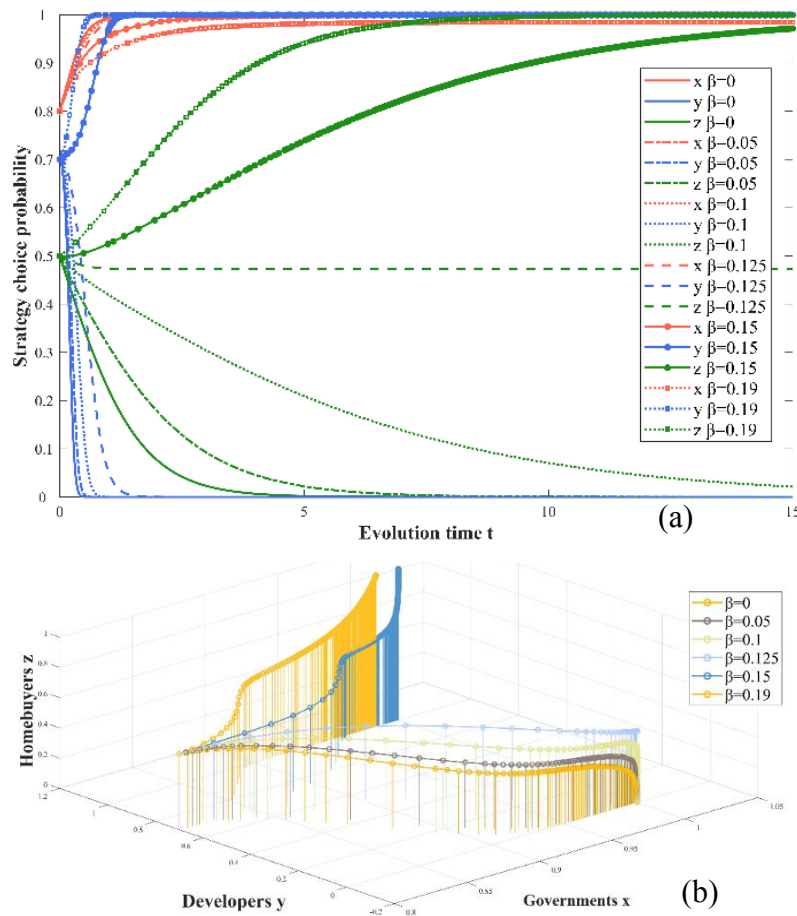 1
0.9
0.8
0.7
0.6
0.5
0.4
0.3
0.2
0.1
0
Strategy choice probability
x β=0
y β=0
z β=0
x β=0.05
y β=0.05
z β=0.05
x β=0.1
y β=0.1
z β=0.1
x β=0.125
y β=0.125
z β=0.125
x β=0.15
y β=0.15
z β=0.15
x β=0.19
y β=0.19
z β=0.19
0 5 10 15
Evolution time t
(a)
β=0
β=0.05
β=0.1
β=0.125
β=0.15
β=0.19
Homebuyers z
1
0.8
0.6
0.4
0.2
0
1.2 1 0.8 0.6 0.4 0.2 0 -0.2
Developers y
0.8 0.85 0.9 0.95 1 1.05
Governments x
(b)